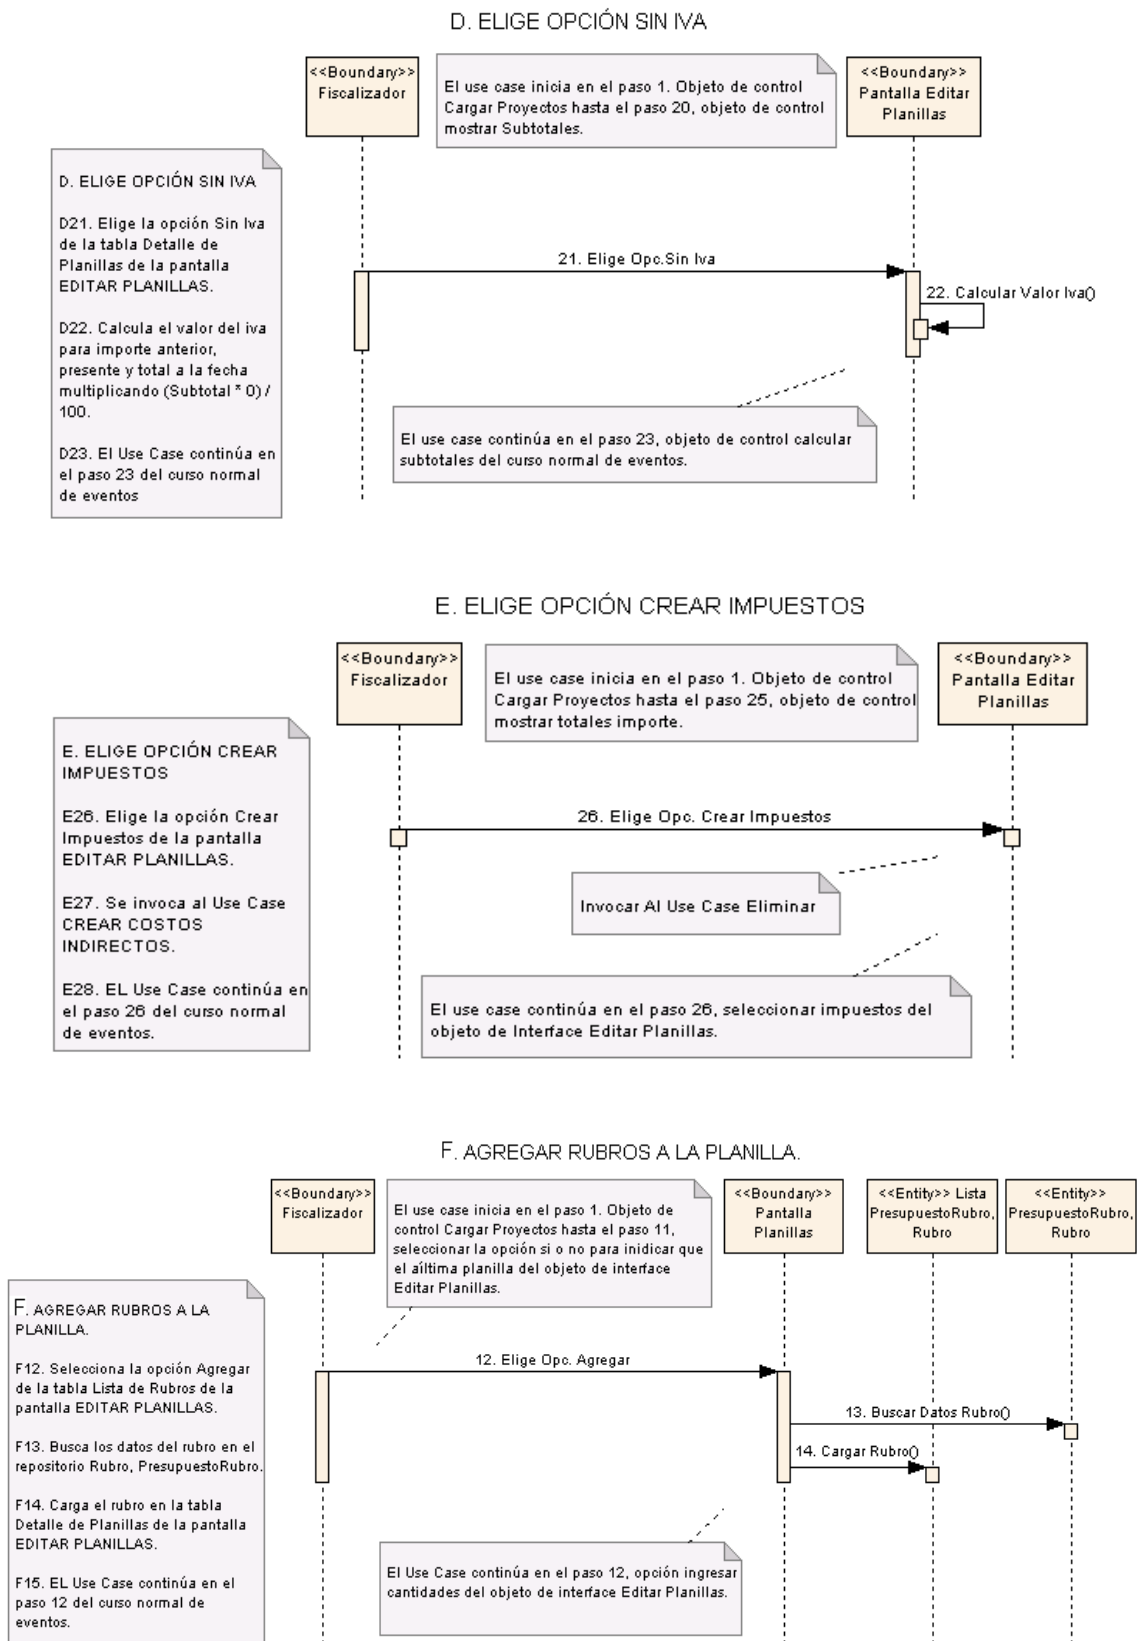 D. ELIGE OPCIÓN SIN IVA
<<Boundary>>
Fiscalizador
El use case inicia en el paso 1. Objeto de control
Cargar Proyectos hasta el paso 20, objeto de control
mostrar Subtotales.
<<Boundary>>
Pantalla Editar
Planillas
D. ELIGE OPCIÓN SIN IVA
D21. Elige la opción Sin Iva
de la tabla Detalle de
Planillas de la pantalla
EDITAR PLANILLAS.
D22. Calcula el valor del iva
para importe anterior,
presente y total a la fecha
multiplicando (Subtotal * 0) /
100.
D23. El Use Case continúa en
el paso 23 del curso normal
de eventos
21. Elige Opc.Sin Iva
22. Calcular Valor Iva()
El use case continúa en el paso 23, objeto de control calcular
subtotales del curso normal de eventos.
E. ELIGE OPCIÓN CREAR IMPUESTOS
<<Boundary>>
Fiscalizador
El use case inicia en el paso 1. Objeto de control
Cargar Proyectos hasta el paso 25, objeto de control
mostrar totales importe.
<<Boundary>>
Pantalla Editar
Planillas
E. ELIGE OPCIÓN CREAR
IMPUESTOS
E26. Elige la opción Crear
Impuestos de la pantalla
EDITAR PLANILLAS.
E27. Se invoca al Use Case
CREAR COSTOS
INDIRECTOS.
E28. EL Use Case continúa en
el paso 26 del curso normal
de eventos.
26. Elige Opc. Crear Impuestos
Invocar Al Use Case Eliminar
El use case continúa en el paso 26, seleccionar impuestos del
objeto de Interface Editar Planillas.
F. AGREGAR RUBROS A LA PLANILLA.
<<Boundary>>
Fiscalizador
El use case inicia en el paso 1. Objeto de
control Cargar Proyectos hasta el paso 11,
seleccionar la opción si o no para inidicar que
el aíltima planilla del objeto de interface
Editar Planillas.
<<Boundary>>
Pantalla
Planillas
<<Entity>> Lista
PresupuestoRubro,
Rubro
<<Entity>>
PresupuestoRubro,
Rubro
F. AGREGAR RUBROS A LA
PLANILLA.
F12. Selecciona la opción Agregar
de la tabla Lista de Rubros de la
pantalla EDITAR PLANILLAS.
F13. Busca los datos del rubro en el
repositorio Rubro, PresupuestoRubro.
F14. Carga el rubro en la tabla
Detalle de Planillas de la pantalla
EDITAR PLANILLAS.
F15. EL Use Case continúa en el
paso 12 del curso normal de
eventos.
12. Elige Opc. Agregar
13. Buscar Datos Rubro()
14. Cargar Rubro()
El Use Case continúa en el paso 12, opción ingresar
cantidades del objeto de interface Editar Planillas.